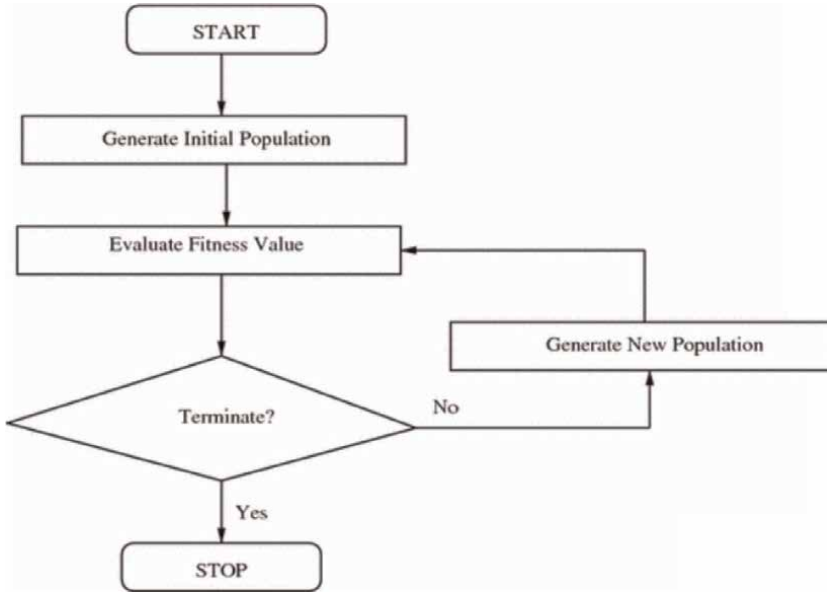 START
Generate Initial Population
Evaluate Fitness Value
Generate New Population
Terminate?
No
Yes
STOP